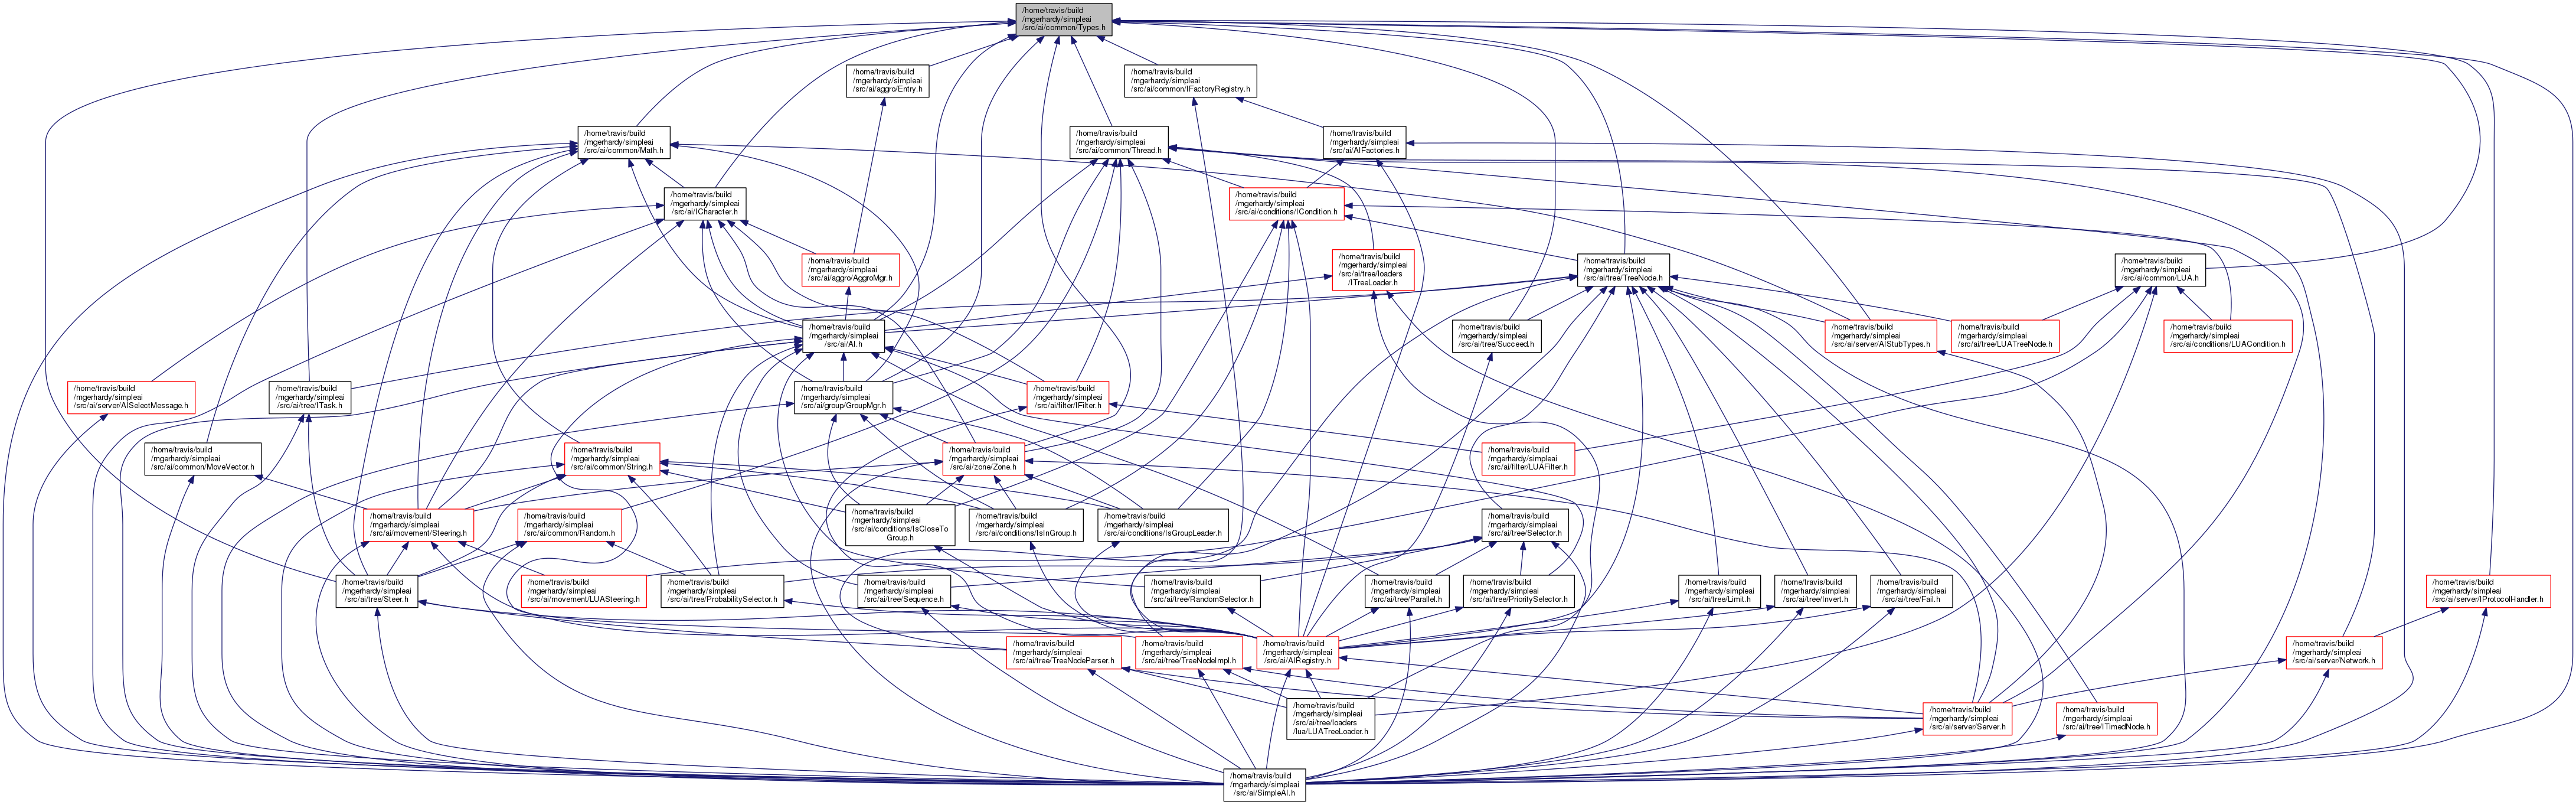 /home/travis/build
/mgerhardy/simpleai
/src/ai/common/Types.h
/home/travis/build
/mgerhardy/simpleai
/src/ai/aggro/Entry.h
/home/travis/build
/mgerhardy/simpleai
/src/ai/common/IFactoryRegistry.h
/home/travis/build
/mgerhardy/simpleai
/src/ai/common/Math.h
/home/travis/build
/mgerhardy/simpleai
/src/ai/common/Thread.h
/home/travis/build
/mgerhardy/simpleai
/src/ai/AIFactories.h
/home/travis/build
/mgerhardy/simpleai
/src/ai/ICharacter.h
/home/travis/build
/mgerhardy/simpleai
/src/ai/conditions/ICondition.h
/home/travis/build
/mgerhardy/simpleai
/src/ai/aggro/AggroMgr.h
/home/travis/build
/mgerhardy/simpleai
/src/ai/tree/loaders
/ITreeLoader.h
/home/travis/build
/mgerhardy/simpleai
/src/ai/tree/TreeNode.h
/home/travis/build
/mgerhardy/simpleai
/src/ai/common/LUA.h
/home/travis/build
/mgerhardy/simpleai
/src/ai/AI.h
/home/travis/build
/mgerhardy/simpleai
/src/ai/tree/Succeed.h
/home/travis/build
/mgerhardy/simpleai
/src/ai/server/AIStubTypes.h
/home/travis/build
/mgerhardy/simpleai
/src/ai/tree/LUATreeNode.h
/home/travis/build
/mgerhardy/simpleai
/src/ai/conditions/LUACondition.h
/home/travis/build
/mgerhardy/simpleai
/src/ai/server/AISelectMessage.h
/home/travis/build
/mgerhardy/simpleai
/src/ai/tree/ITask.h
/home/travis/build
/mgerhardy/simpleai
/src/ai/group/GroupMgr.h
/home/travis/build
/mgerhardy/simpleai
/src/ai/filter/IFilter.h
/home/travis/build
/mgerhardy/simpleai
/src/ai/common/MoveVector.h
/home/travis/build
/mgerhardy/simpleai
/src/ai/common/String.h
/home/travis/build
/mgerhardy/simpleai
/src/ai/zone/Zone.h
/home/travis/build
/mgerhardy/simpleai
/src/ai/filter/LUAFilter.h
/home/travis/build
/mgerhardy/simpleai
/src/ai/movement/Steering.h
/home/travis/build
/mgerhardy/simpleai
/src/ai/common/Random.h
/home/travis/build
/mgerhardy/simpleai
/src/ai/conditions/IsCloseTo
Group.h
/home/travis/build
/mgerhardy/simpleai
/src/ai/conditions/IsInGroup.h
/home/travis/build
/mgerhardy/simpleai
/src/ai/conditions/IsGroupLeader.h
/home/travis/build
/mgerhardy/simpleai
/src/ai/tree/Selector.h
/home/travis/build
/mgerhardy/simpleai
/src/ai/tree/Steer.h
/home/travis/build
/mgerhardy/simpleai
/src/ai/movement/LUASteering.h
/home/travis/build
/mgerhardy/simpleai
/src/ai/tree/ProbabilitySelector.h
/home/travis/build
/mgerhardy/simpleai
/src/ai/tree/Sequence.h
/home/travis/build
/mgerhardy/simpleai
/src/ai/tree/RandomSelector.h
/home/travis/build
/mgerhardy/simpleai
/src/ai/tree/Parallel.h
/home/travis/build
/mgerhardy/simpleai
/src/ai/tree/PrioritySelector.h
/home/travis/build
/mgerhardy/simpleai
/src/ai/tree/Limit.h
/home/travis/build
/mgerhardy/simpleai
/src/ai/tree/Invert.h
/home/travis/build
/mgerhardy/simpleai
/src/ai/tree/Fail.h
/home/travis/build
/mgerhardy/simpleai
/src/ai/server/IProtocolHandler.h
/home/travis/build
/mgerhardy/simpleai
/src/ai/tree/TreeNodeParser.h
/home/travis/build
/mgerhardy/simpleai
/src/ai/tree/TreeNodeImpl.h
/home/travis/build
/mgerhardy/simpleai
/src/ai/AIRegistry.h
/home/travis/build
/mgerhardy/simpleai
/src/ai/server/Network.h
/home/travis/build
/mgerhardy/simpleai
/src/ai/tree/loaders
/lua/LUATreeLoader.h
/home/travis/build
/mgerhardy/simpleai
/src/ai/server/Server.h
/home/travis/build
/mgerhardy/simpleai
/src/ai/tree/ITimedNode.h
/home/travis/build
/mgerhardy/simpleai
/src/ai/SimpleAI.h